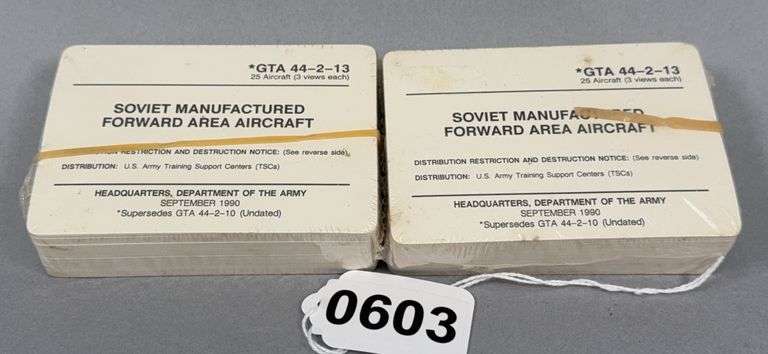 *GTA 44–2–13
25 Aircraft (3 views each)
SOVIET MANUFACTURED
FORWARD AREA AIRCRAFT
RESTRICTION AND DESTRUCTION NOTICE: (See reverse side)
DISTRIBUTION: U.S. Army Training Support Centers (TSCs)
HEADQUARTERS, DEPARTMENT OF THE ARMY
SEPTEMBER 1990
*Supersedes GTA 44–2–10 (Undated)
*GTA 44–2–13
25 Aircraft (3 views each)
SOVIET MANUFACTURED
FORWARD AREA AIRCRAFT
DISTRIBUTION RESTRICTION AND DESTRUCTION NOTICE: (See reverse side)
DISTRIBUTION: U.S. Army Training Support Centers (TSCs)
HEADQUARTERS, DEPARTMENT OF THE ARMY
SEPTEMBER 1990
*Supersedes GTA 44–2–10 (Undated)
0603